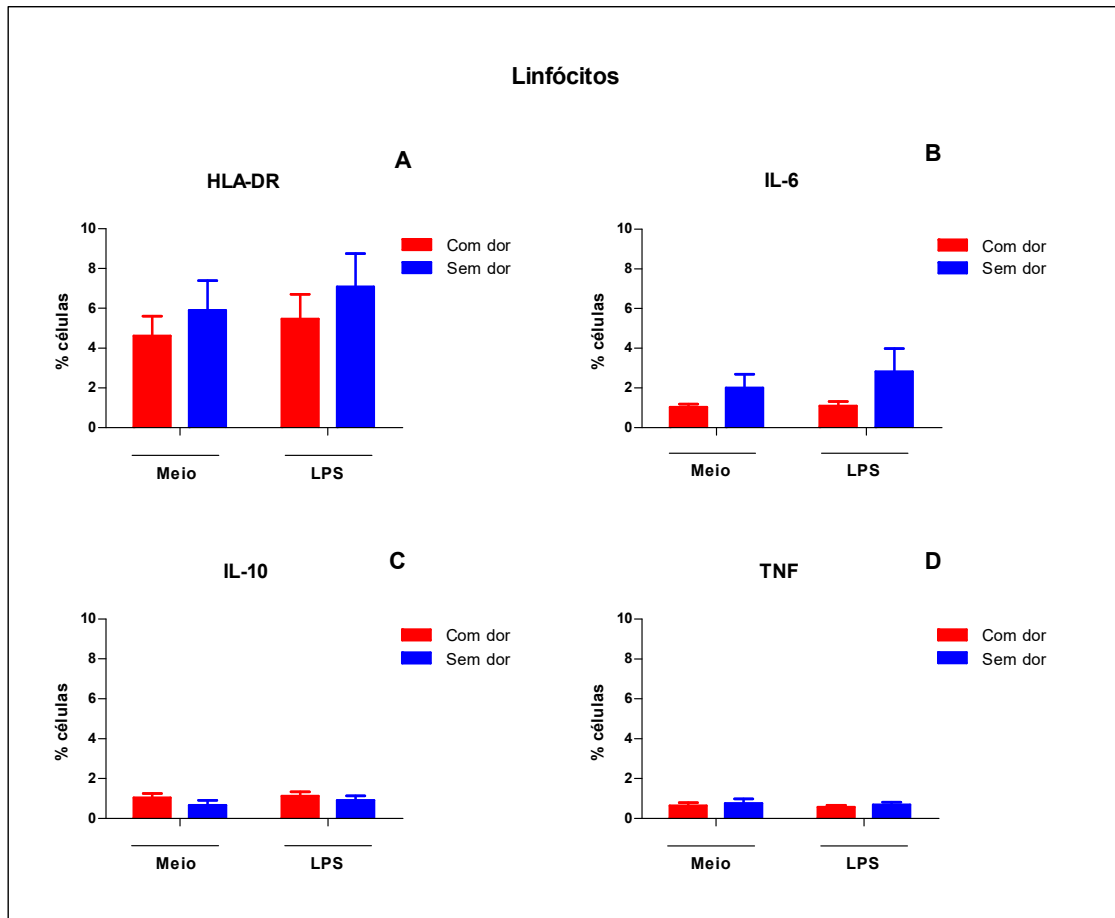 Linfócitos
A
HLA-DR
10
8
6
4
2
0
% células
Com dor
Sem dor
Meio
LPS
B
IL-6
10
8
6
4
2
0
% células
Com dor
Sem dor
Meio
LPS
C
IL-10
10
8
6
4
2
0
% células
Com dor
Sem dor
Meio
LPS
D
TNF
10
8
6
4
2
0
% células
Com dor
Sem dor
Meio
LPS